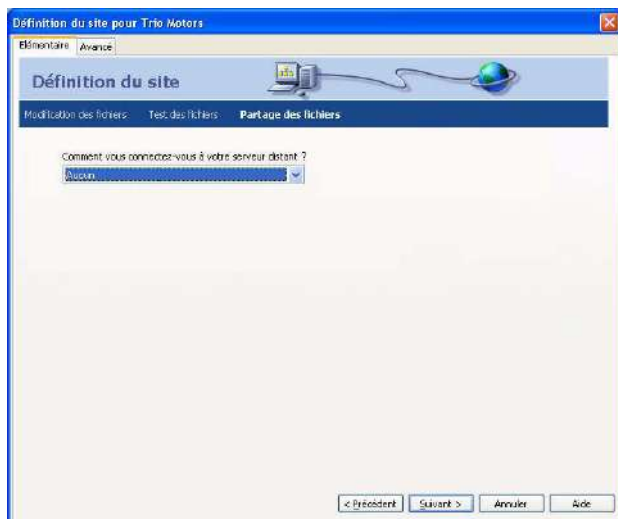 Définition du site pour Trio Motors
Elémentaire Avancé
Définition du site
Modification des fichiers Test des fichiers Partage des fichiers
Comment vous connectez-vous à votre serveur distant ?
Aucun
< Précédent Suivant > Annuler Aide